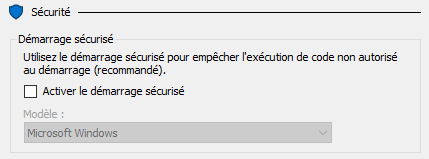 Sécurité
Démarrage sécurisé
Utilisez le démarrage sécurisé pour empêcher l'exécution de code non autorisé
au démarrage (recommandé).
Activer le démarrage sécurisé
Modèle :
Microsoft Windows